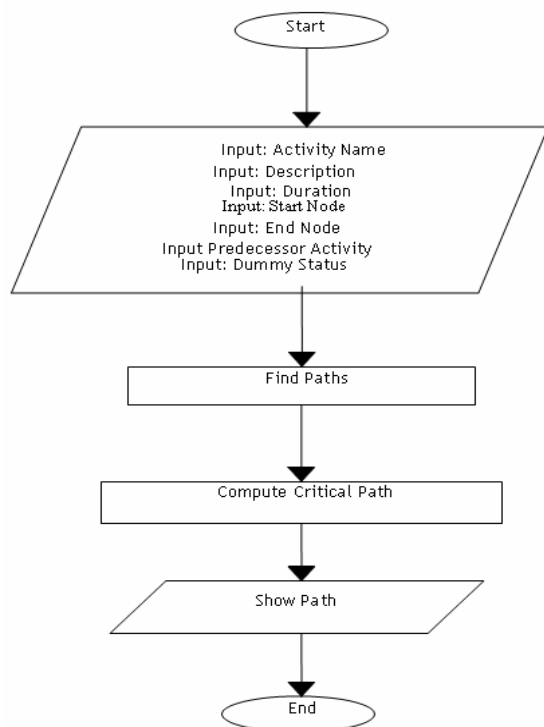 Start
Input: Activity Name
Input: Description
Input: Duration
Input: Start Node
Input: End Node
Input Predecessor Activity
Input: Dummy Status
Find Paths
Compute Critical Path
Show Path
End